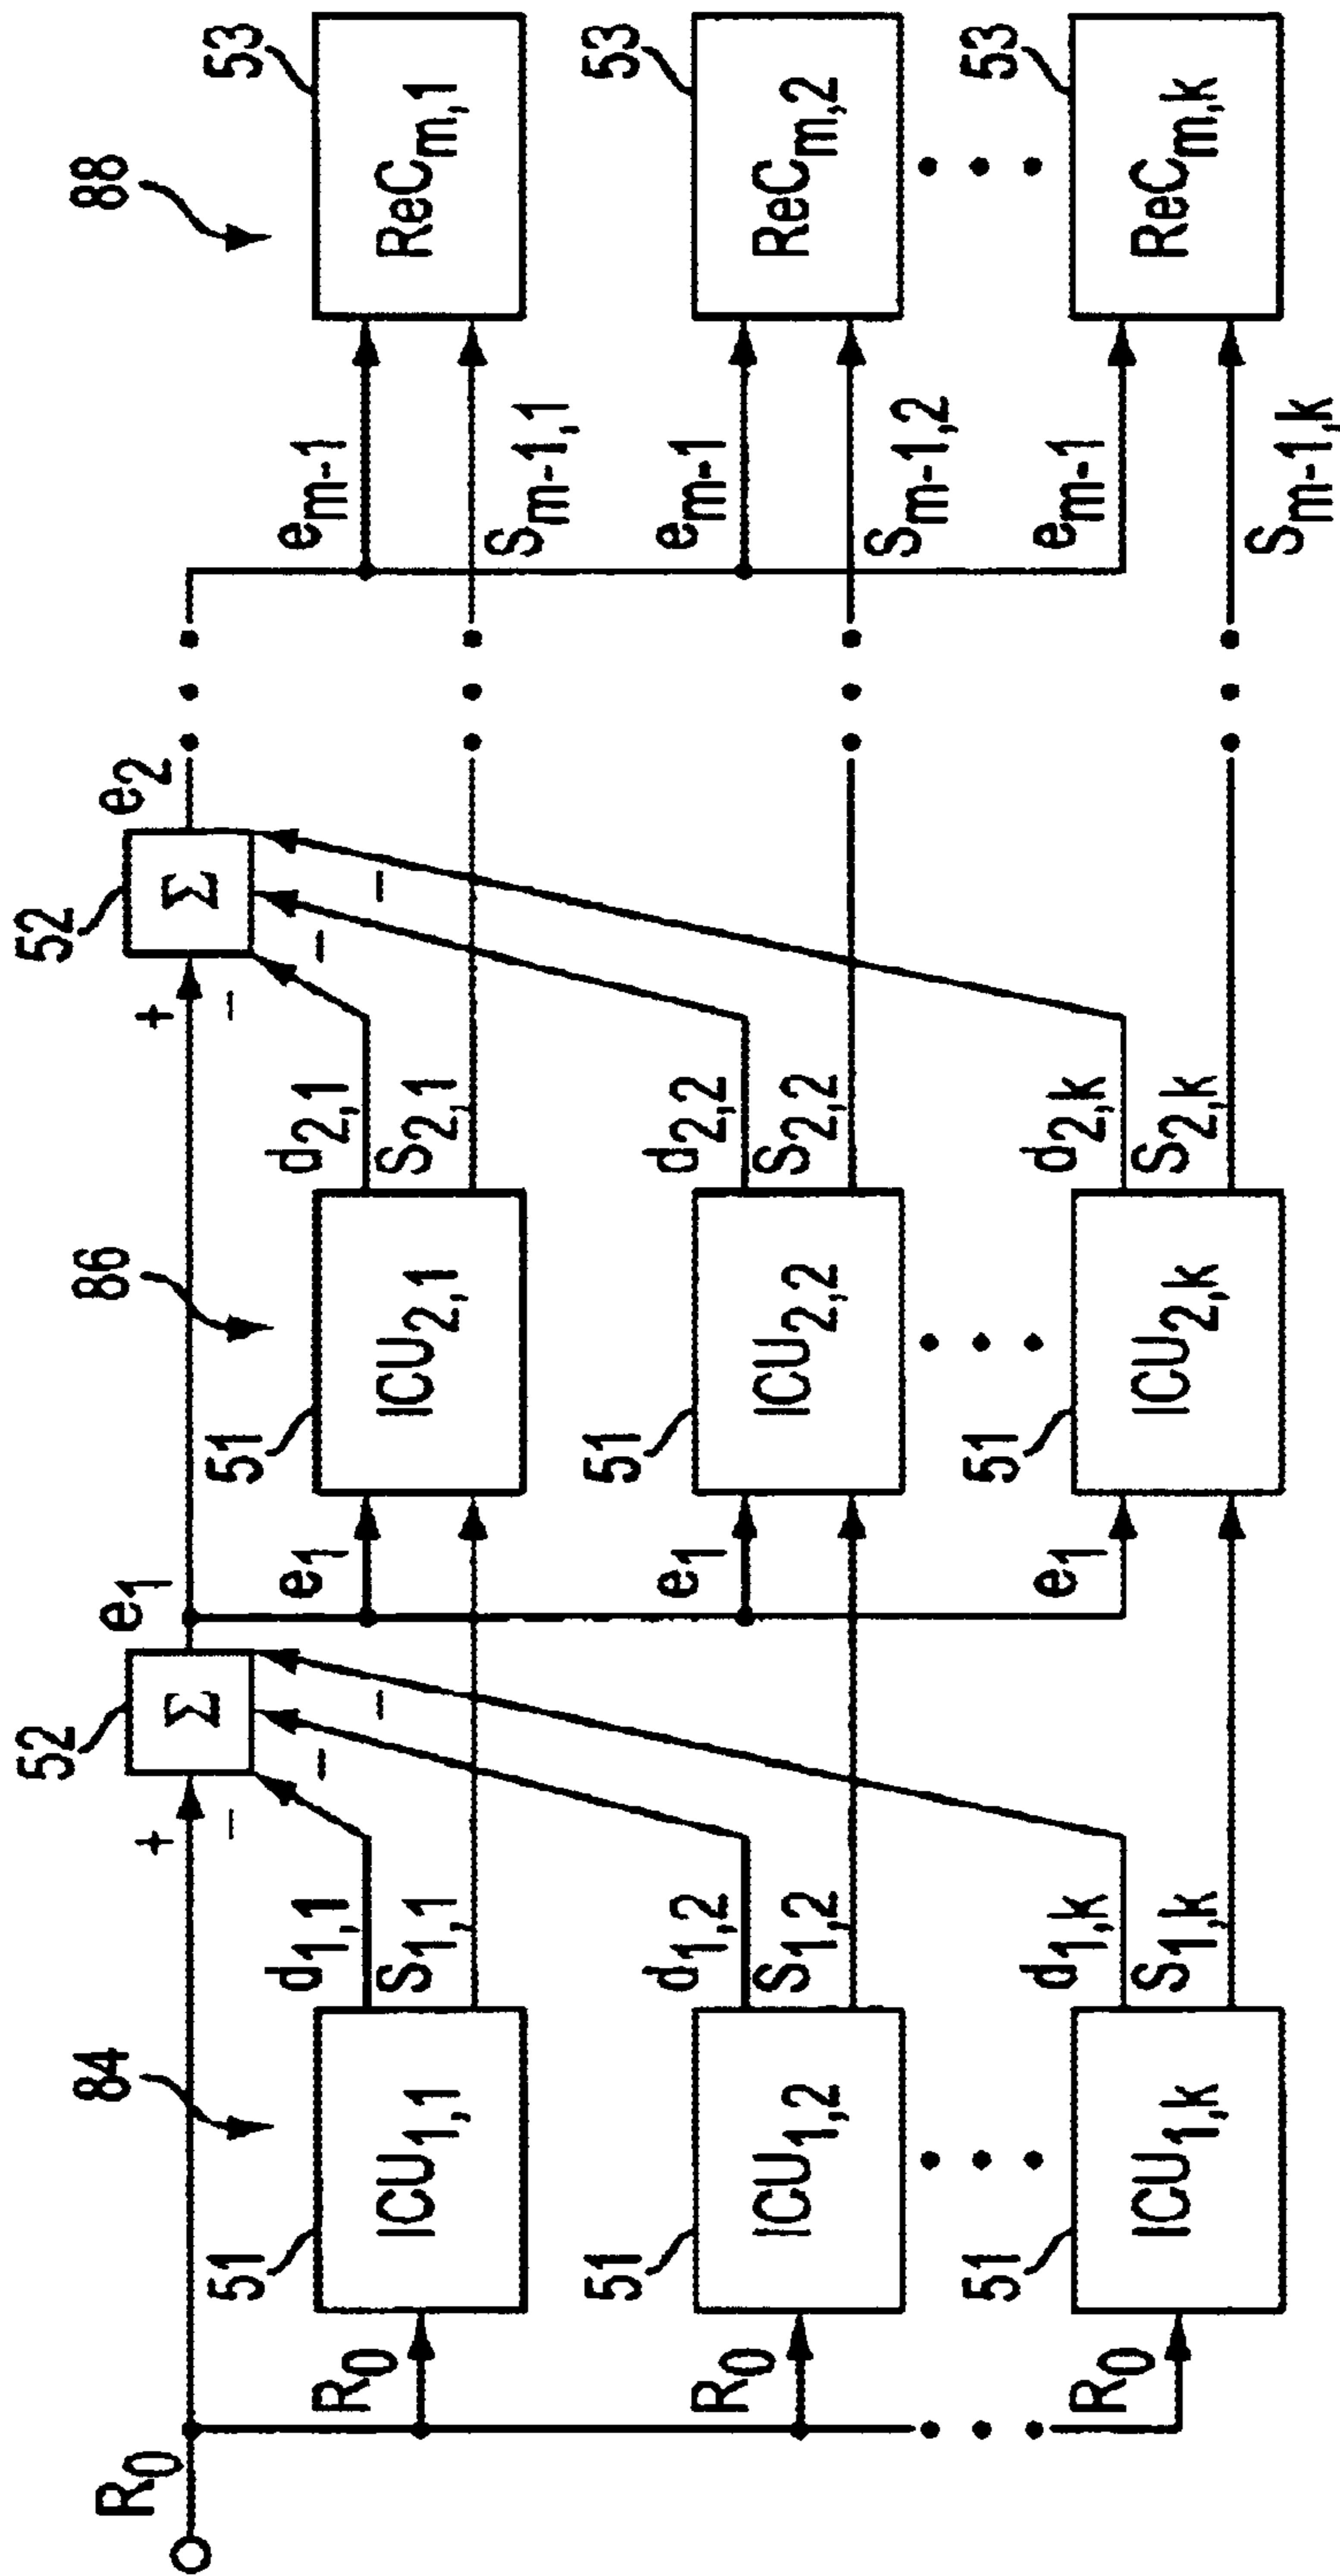 84
86
88
R0
52
e1
52
e2
Σ
Σ
+
−
−
−
+
−
−
−
R0
51
ICU1,1
d1,1
S1,1
e1
51
ICU2,1
d2,1
S2,1
em-1
Sm-1,1
53
ReCm,1
R0
51
ICU1,2
d1,2
S1,2
e1
51
ICU2,2
d2,2
S2,2
em-1
Sm-1,2
53
ReCm,2
R0
51
ICU1,k
d1,k
S1,k
e1
51
ICU2,k
d2,k
S2,k
em-1
Sm-1,k
53
ReCm,k